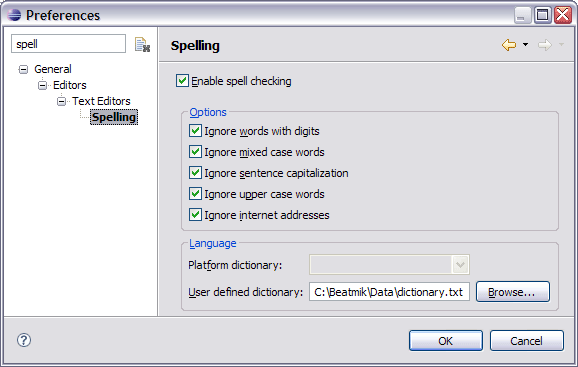 Preferences
spell
Spelling
General
Editors
Text Editors
Spelling
Enable spell checking
Options
Ignore words with digits
Ignore mixed case words
Ignore sentence capitalization
Ignore upper case words
Ignore internet addresses
Language
Platform dictionary:
User defined dictionary: C:\Beatmik\Data\dictionary.txt Browse...
? OK Cancel